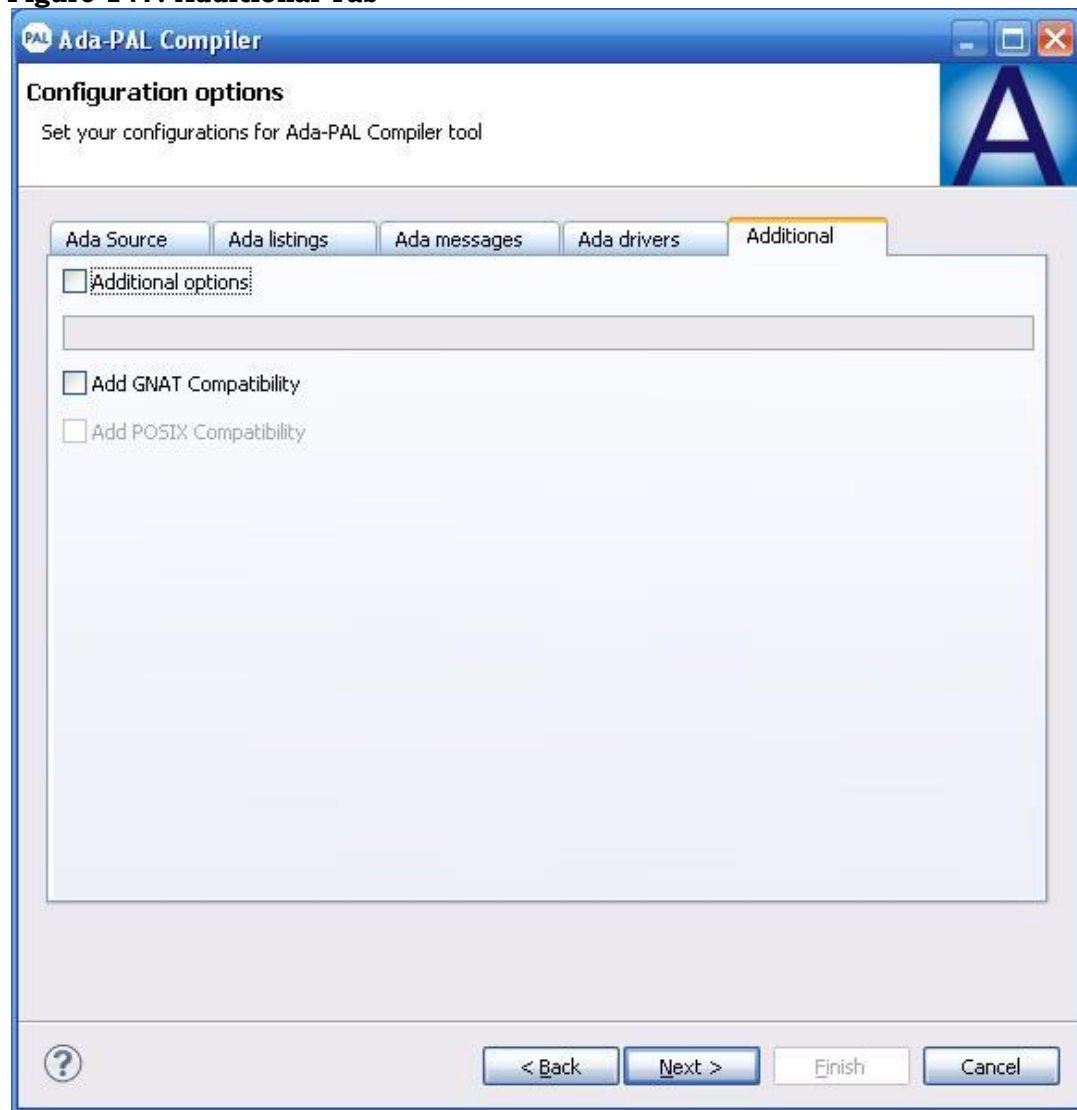 PAL Ada-PAL Compiler
Configuration options
Set your configurations for Ada-PAL Compiler tool
A
Ada Source Ada listings Ada messages Ada drivers Additional
Additional options
Add GNAT Compatibility
Add POSIX Compatibility
? < Back Next > Finish Cancel